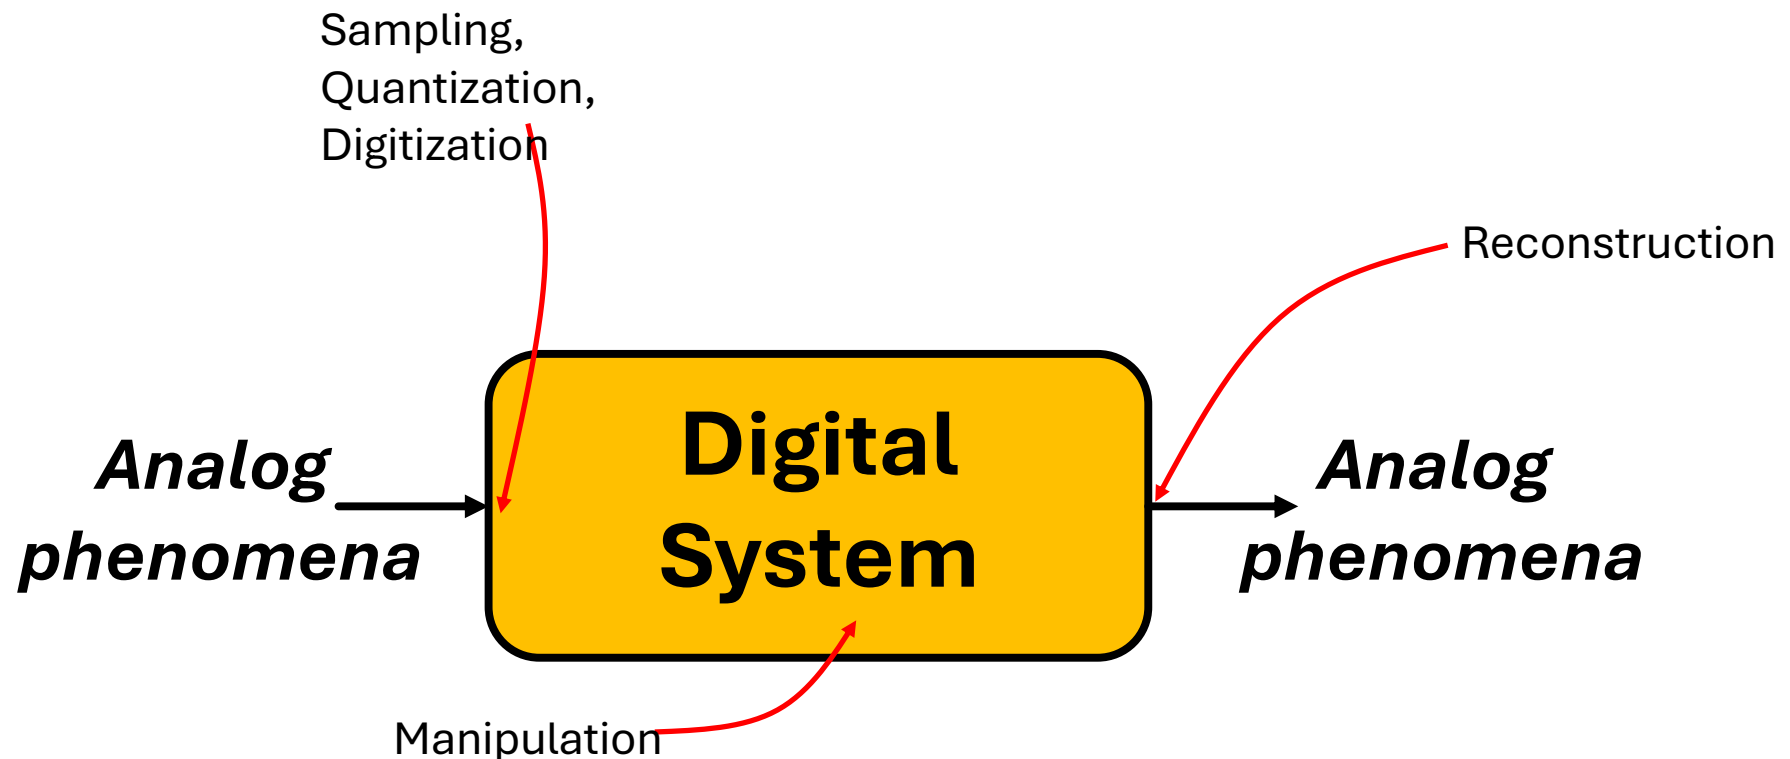 Sampling,
Quantization,
Digitization
Reconstruction
Analog
phenomena
Digital
System
Analog
phenomena
Manipulation